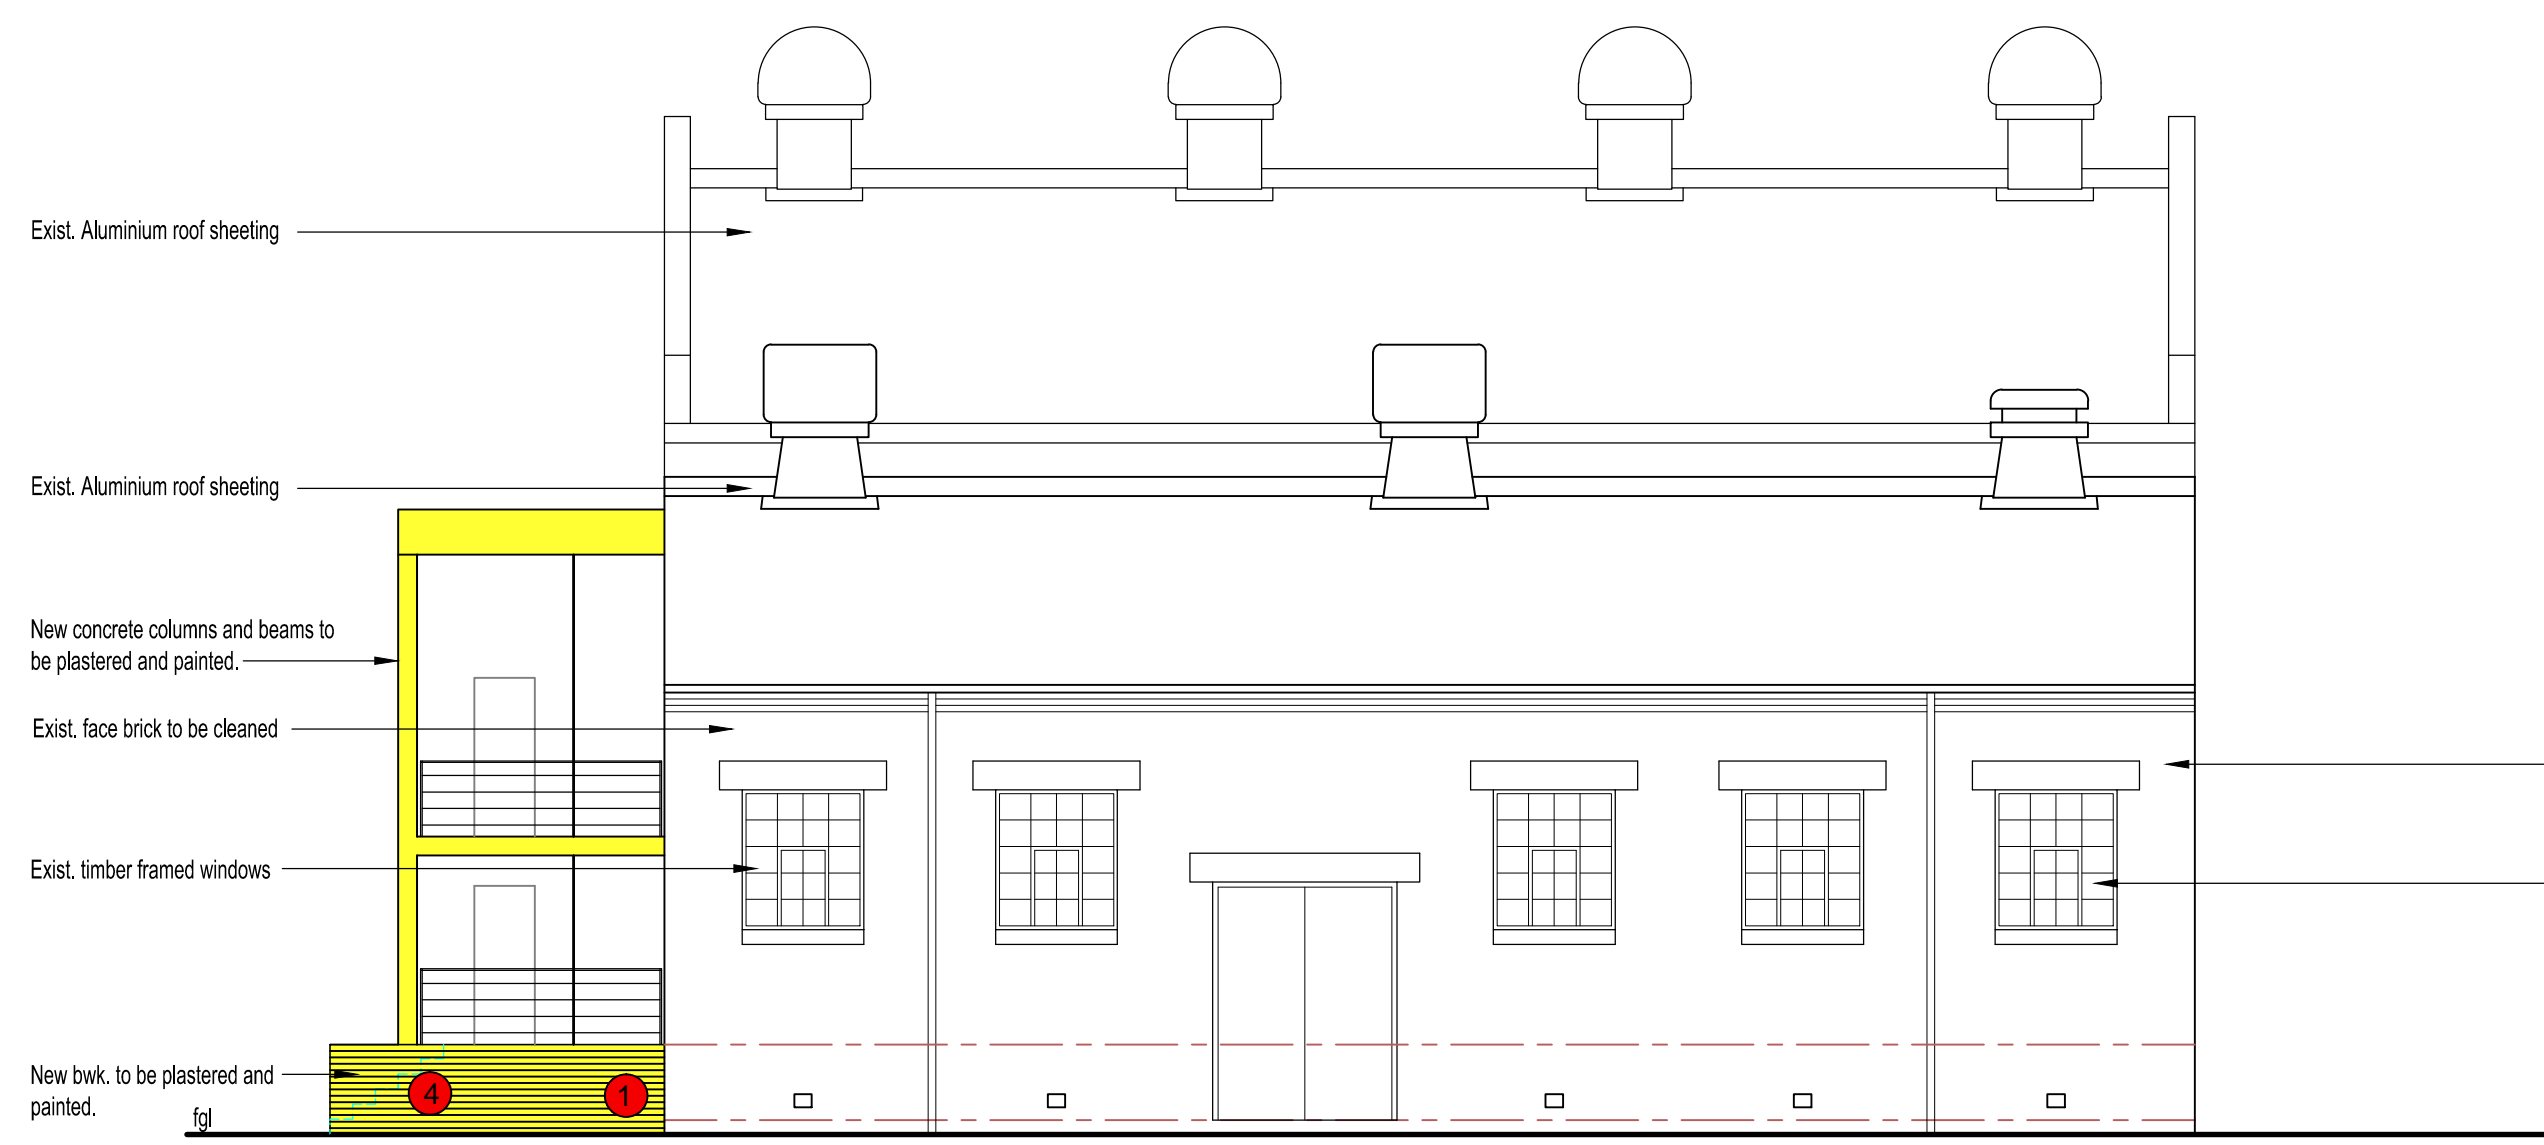 Exist. Aluminium roof sheeting
Exist. Aluminium roof sheeting
New concrete columns and beams to
be plastered and painted.
Exist. face brick to be cleaned
Exist. timber framed windows
New bwk. to be plastered and
painted.
fgl
4
1